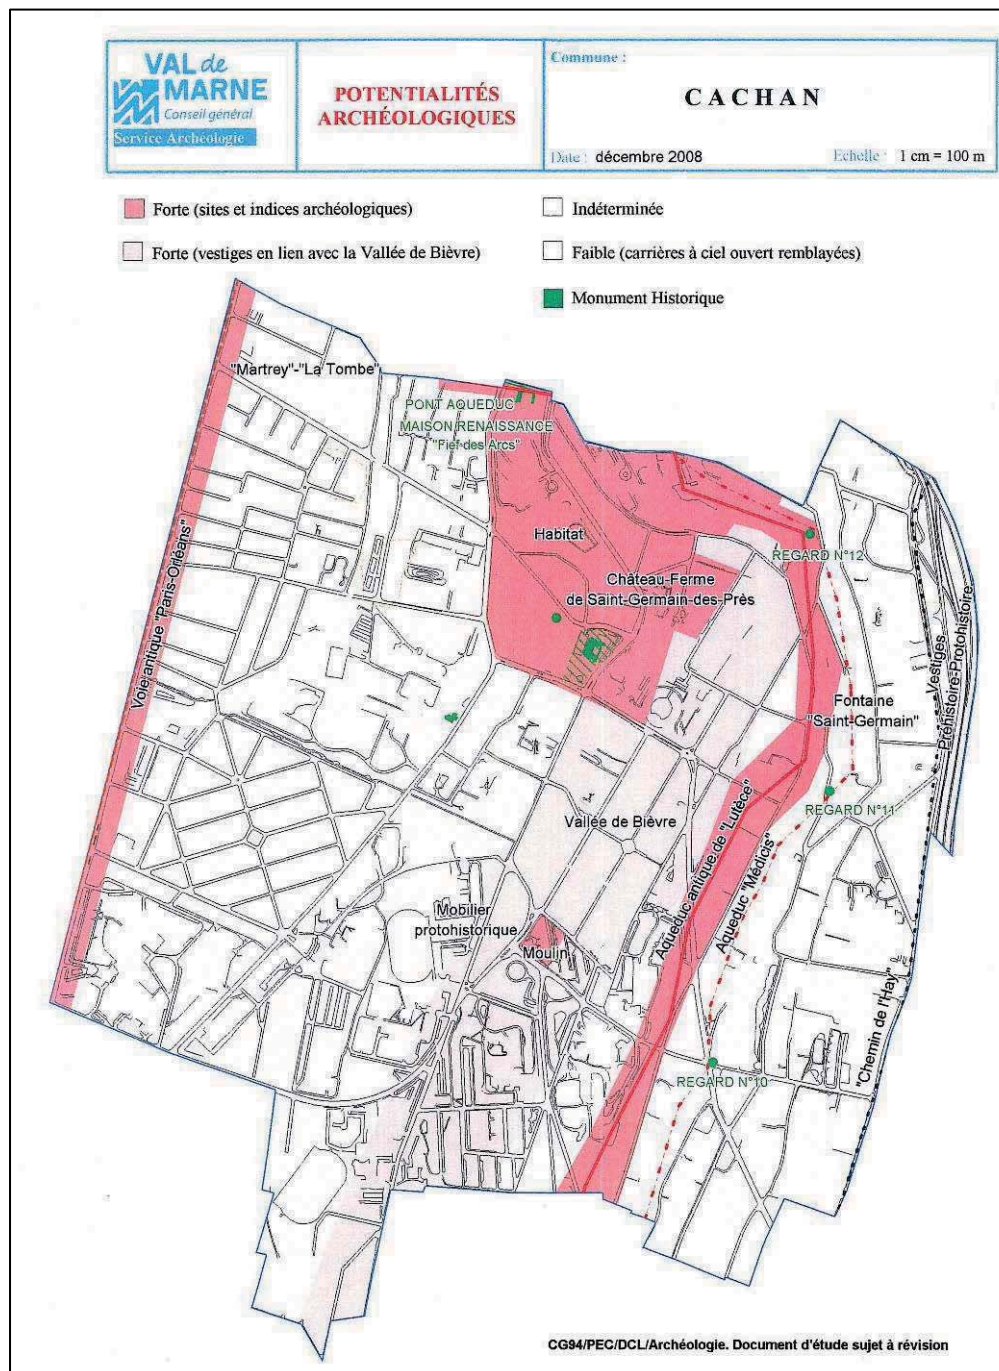 VAL de
MARNE
Conseil général
Service Archéologie
POTENTIALITÉS
ARCHÉOLOGIQUES
Commune :
CACHAN
Date : décembre 2008
Echelle : 1 cm = 100 m
Forte (sites et indices archéologiques)
Indéterminée
Forte (vestiges en lien avec la Vallée de Bièvre)
Faible (carrières à ciel ouvert remblayées)
Monument Historique
"Martrey"-"La Tombe"
PONT AQUEDUC
MAISON RENAISSANCE
"Fief des Arcs"
Habitat
REGARD N°12
Château-Ferme
de Saint-Germain-des-Prés
Voie antique "Paris-Orléans"
Vestiges
Préhistoire-Protohistoire
Fontaine
"Saint-Germain"
REGARD N°11
Vallée de Bièvre
Aqueduc antique de "Lutèce"
Aqueduc "Médicis"
Mobilier
protohistorique
Moulin
"Chemin de l'Hay"
REGARD N°10
CG94/PEC/DCL/Archéologie. Document d'étude sujet à révision